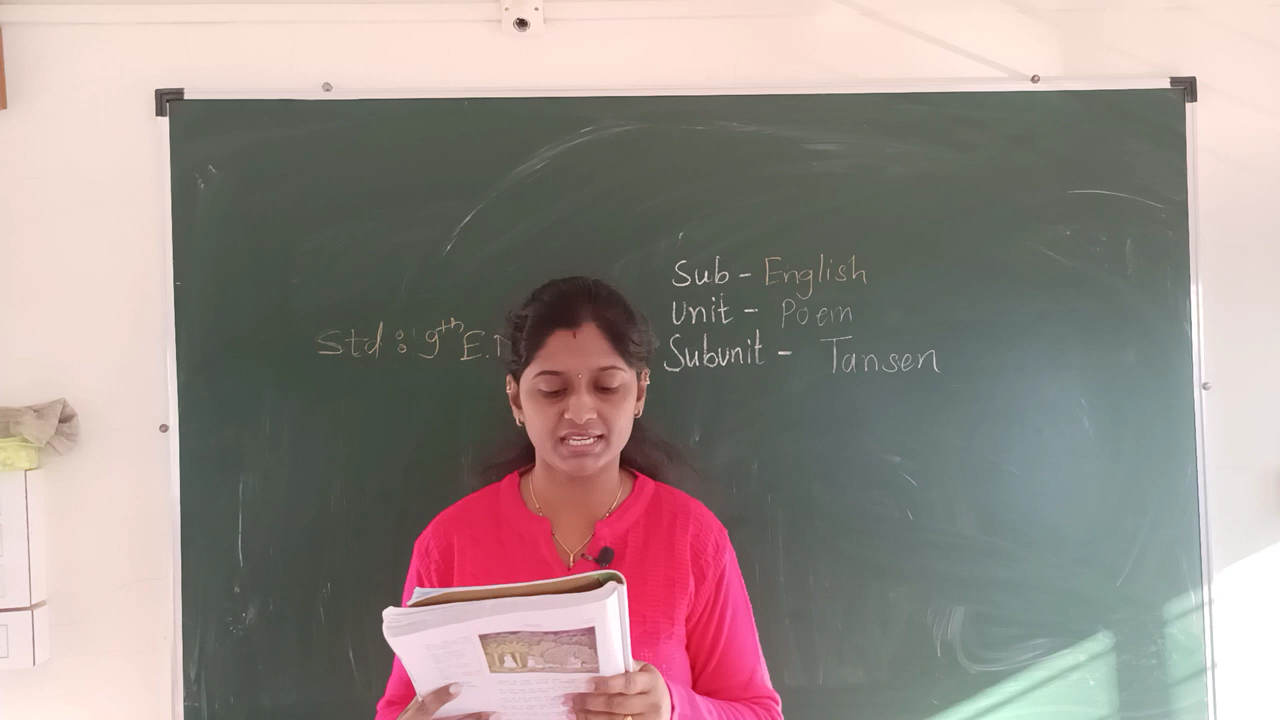 Sub - English
Unit - Poem
Subunit - Tansen
Std : 9th E.